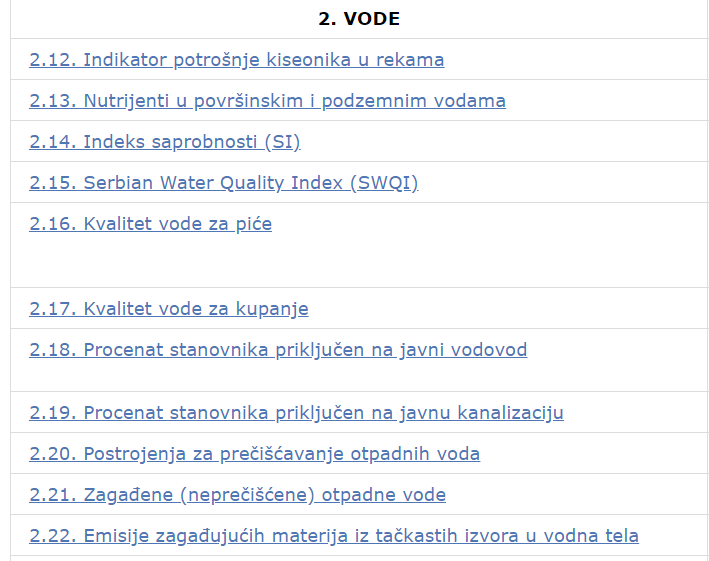 2. VODE
2.12. Indikator potrošnje kiseonika u rekama
2.13. Nutrijenti u površinskim i podzemnim vodama
2.14. Indeks saprobnosti (SI)
2.15. Serbian Water Quality Index (SWQI)
2.16. Kvalitet vode za piće
2.17. Kvalitet vode za kupanje
2.18. Procenat stanovnika priključen na javni vodovod
2.19. Procenat stanovnika priključen na javnu kanalizaciju
2.20. Postrojenja za prečišćavanje otpadnih voda
2.21. Zagađene (neprečišćene) otpadne vode
2.22. Emisije zagađujućih materija iz tačkastih izvora u vodna tela